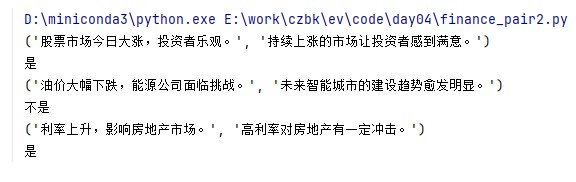 D:\miniconda3\python.exe E:\work\czbk\ev\code\day04\finance_pair2.py
('股票市场今日大涨，投资者乐观。', '持续上涨的市场让投资者感到满意。')
是
('油价大幅下跌，能源公司面临挑战。', '未来智能城市的建设趋势愈发明显。')
不是
('利率上升，影响房地产市场。', '高利率对房地产有一定冲击。')
是